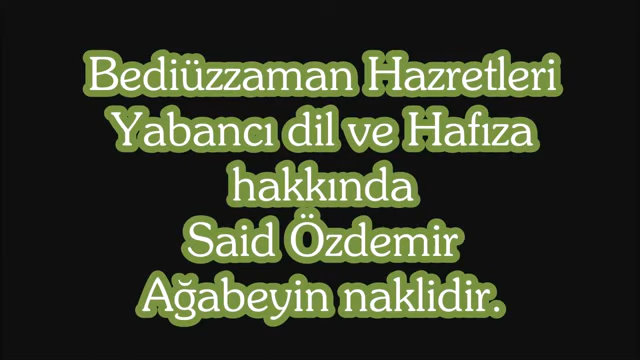 Bediüzzaman Hazretleri
Yabancı dil ve Hafıza
hakkında
Said Özdemir
Ağabeyin naklidir.